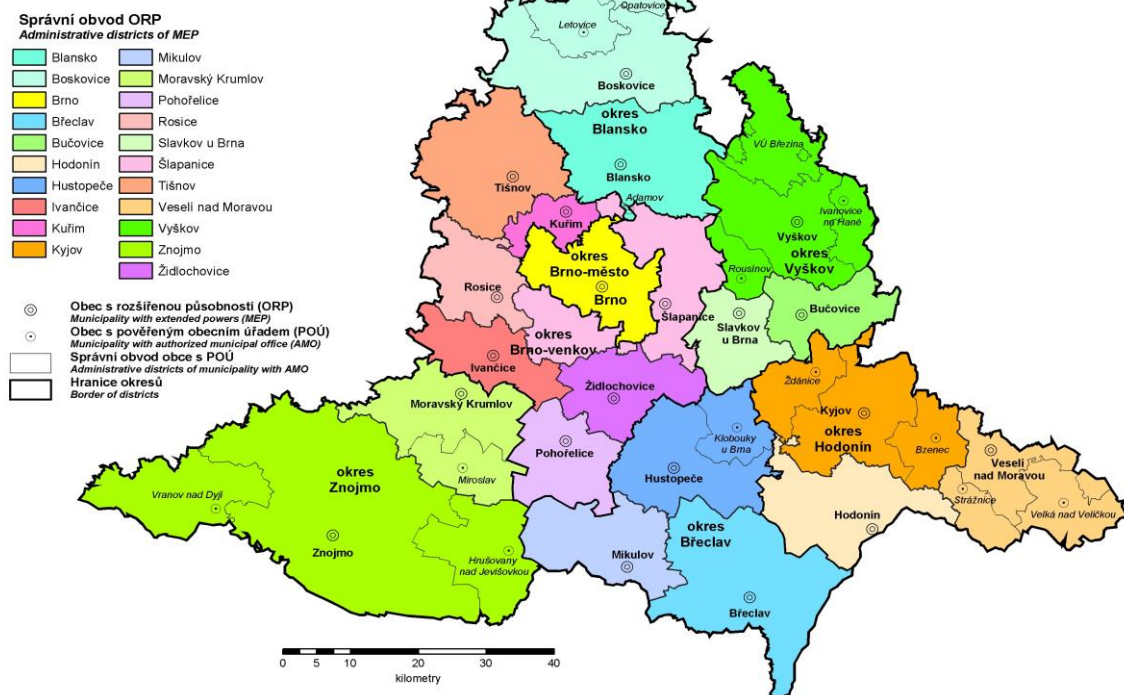 Správní obvod ORP
Administrative districts of MEP
Blansko
Boskovice
Brno
Břeclav
Bučovice
Hodonín
Hustopeče
Ivančice
Kuřim
Kyjov
Mikulov
Moravský Krumlov
Pohořelice
Rosice
Slavkov u Brna
Šlapanice
Tišnov
Veselí nad Moravou
Vyškov
Znojmo
Židlochovice
Obec s rozšířenou působností (ORP)
Municipality with extended powers (MEP)
Obec s pověřeným obecním úřadem (POÚ)
Municipality with authorized municipal office (AMO)
Správní obvod obce s POÚ
Administrative districts of municipality with AMO
Hranice okresů
Border of districts
Opatovice
Letovice
Boskovice
okres
Blansko
Blansko
Adamov
VÚ Březina
Ivanovice
na Hané
Vyškov
okres
Vyškov
Rousínov
Tišnov
Kuřim
okres
Brno-město
Brno
Rosice
Šlapanice
Slavkov
u Brna
Bučovice
okres
Brno-venkov
Ivančice
Židlochovice
Ždánice
Kyjov
okres
Hodonín
Bzenec
Moravský Krumlov
Miroslav
Pohořelice
Klobouky
u Brna
Hustopeče
Veselí
nad Moravou
Strážnice
Velká nad Veličkou
okres
Znojmo
Vranov nad Dyjí
Znojmo
Hrušovany
nad Jevišovkou
Hodonín
okres
Břeclav
Mikulov
Břeclav
0 5 10 20 30 40
kilometry